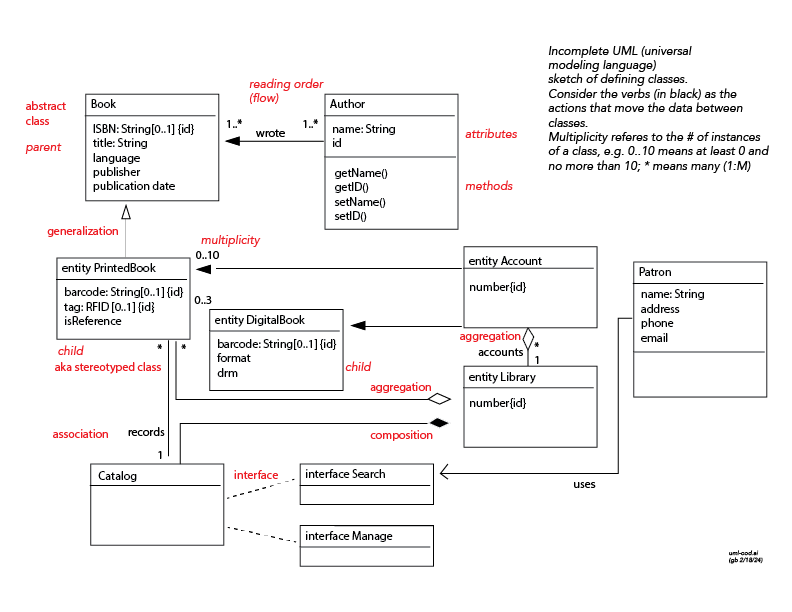 Incomplete UML (universal
modeling language)
sketch of defining classes.
Consider the verbs (in black) as the
actions that move the data between
classes.
Multiplicity referes to the # of instances
of a class, e.g. 0..10 means at least 0 and
no more than 10; * means many (1:M)
reading order
(flow)
abstract
class
parent
Book
ISBN: String[0..1] {id}
title: String
language
publisher
publication date
1..*
wrote
1..*
Author
name: String
id
getName()
getID()
setName()
setID()
attributes
methods
generalization
multiplicity
0..10
entity PrintedBook
barcode: String[0..1] {id}
tag: RFID [0..1] {id}
isReference
0..3
entity DigitalBook
barcode: String[0..1] {id}
format
drm
entity Account
number{id}
Patron
name: String
address
phone
email
child
aka stereotyped class
*
*
child
aggregation
accounts
*
1
entity Library
number{id}
aggregation
composition
association
records
1
Catalog
interface
interface Search
interface Manage
uses
uml-ood.ai
(gb 2/18/24)